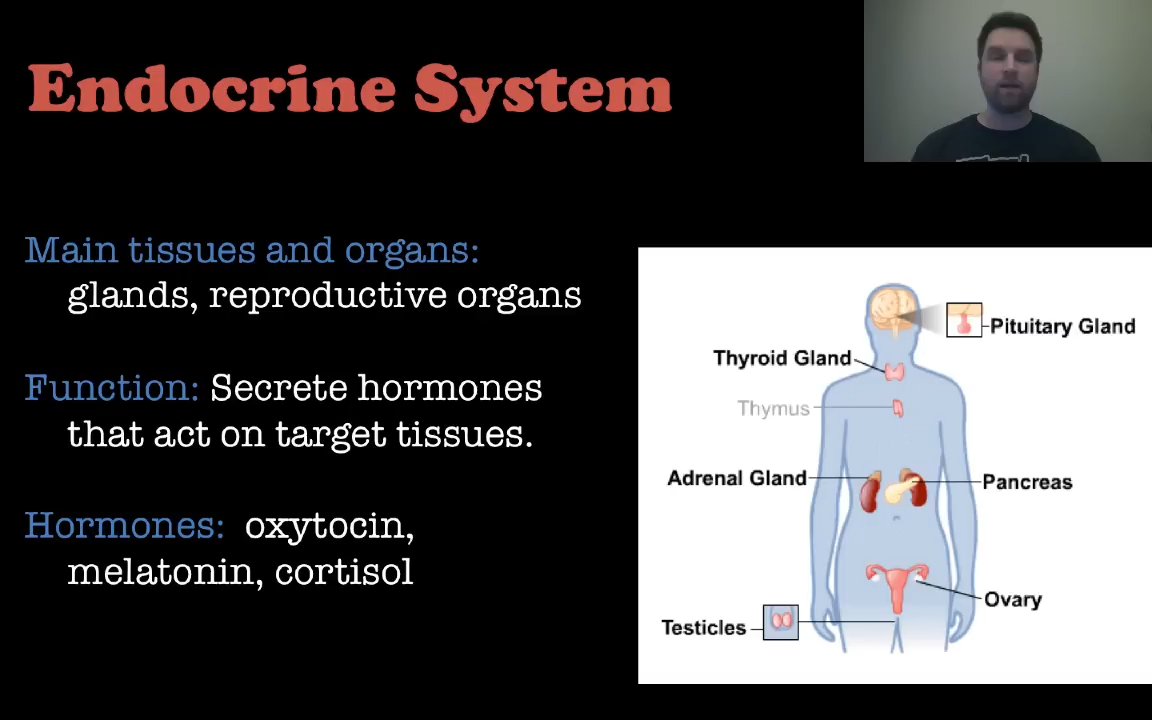 Endocrine System
Main tissues and organs:
glands, reproductive organs
Function: Secrete hormones
that act on target tissues.
Hormones: oxytocin,
melatonin, cortisol
Pituitary Gland
Thyroid Gland
Thymus
Adrenal Gland
Pancreas
Ovary
Testicles